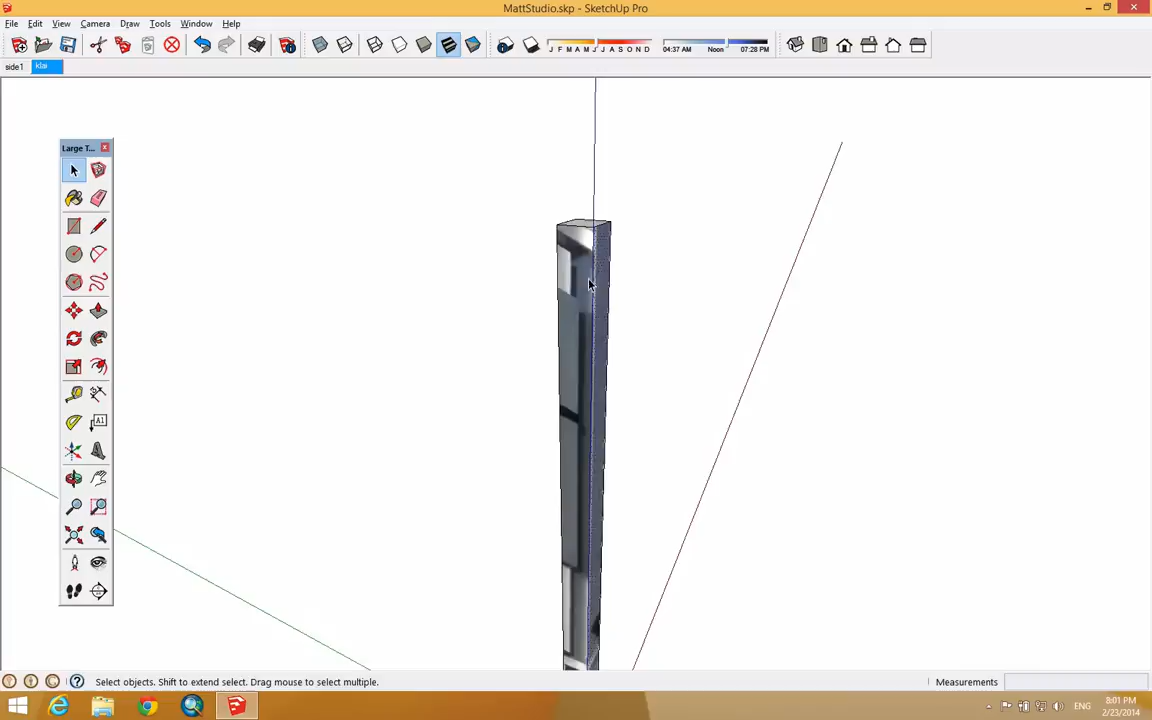 MattStudio.skp - SketchUp Pro
File Edit View Camera Draw Tools Window Help
J F M A M J J A S O N D 04:37 AM Noon 07:28 PM
side1 klai
Large T...
A1
Select objects. Shift to extend select. Drag mouse to select multiple.
Measurements
ENG
8:01 PM
2/23/2014